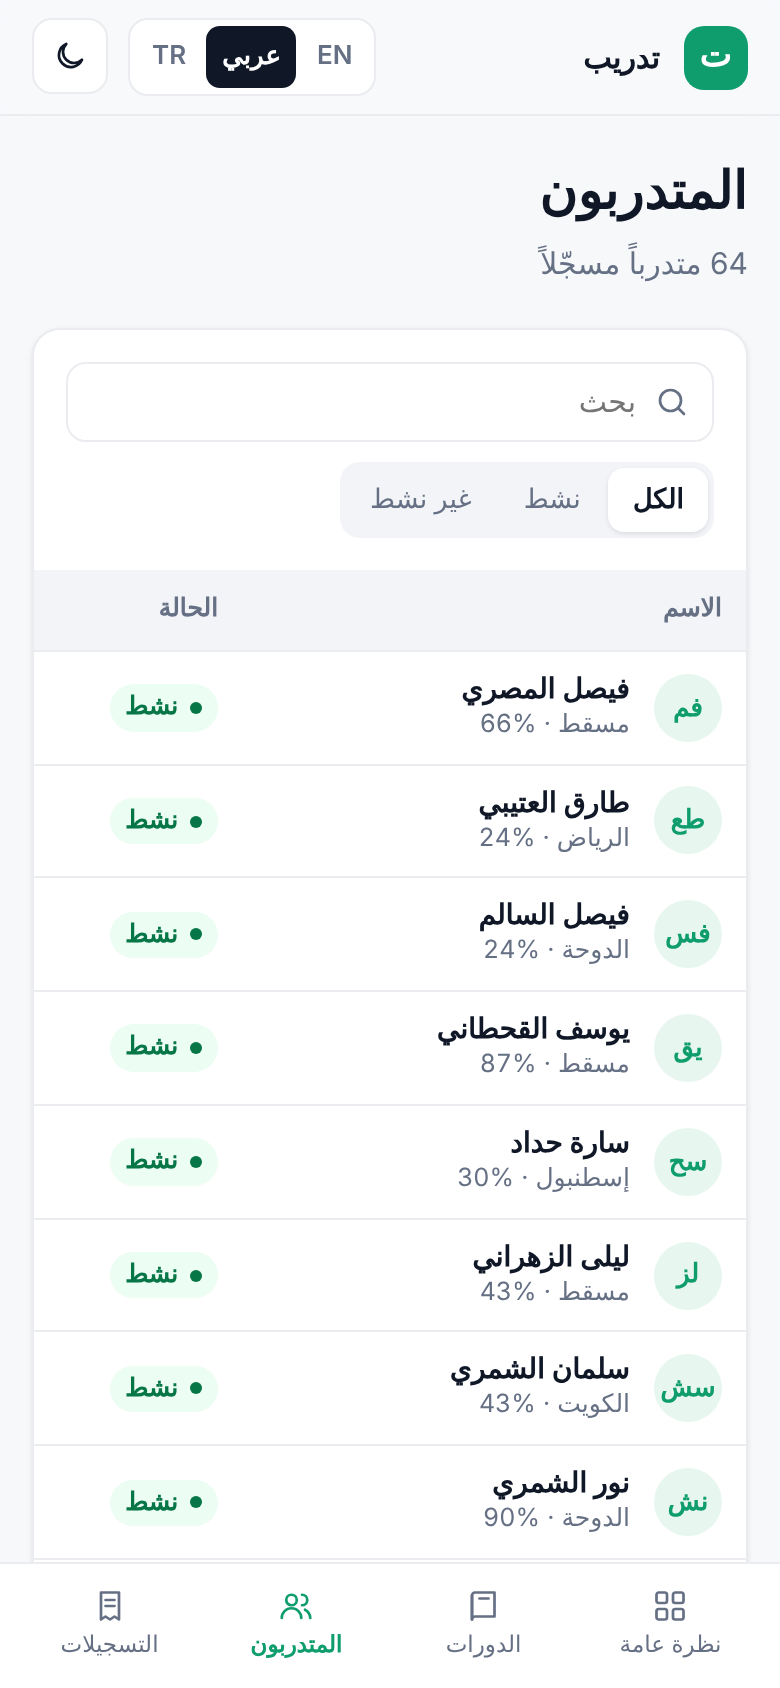 ت تدريب EN عربي TR
المتدربون
64 متدرباً مسجّلاً
بحث
الكل نشط غير نشط
الاسم الحالة
فم فيصل المصري نشط
مسقط · 66%
طع طارق العتيبي نشط
الرياض · 24%
فس فيصل السالم نشط
الدوحة · 24%
يق يوسف القحطاني نشط
مسقط · 87%
سح سارة حداد نشط
إسطنبول · 30%
لز ليلى الزهراني نشط
مسقط · 43%
سش سلمان الشمري نشط
الكويت · 43%
نش نور الشمري نشط
الدوحة · 90%
نظرة عامة الدورات المتدربون التسجيلات